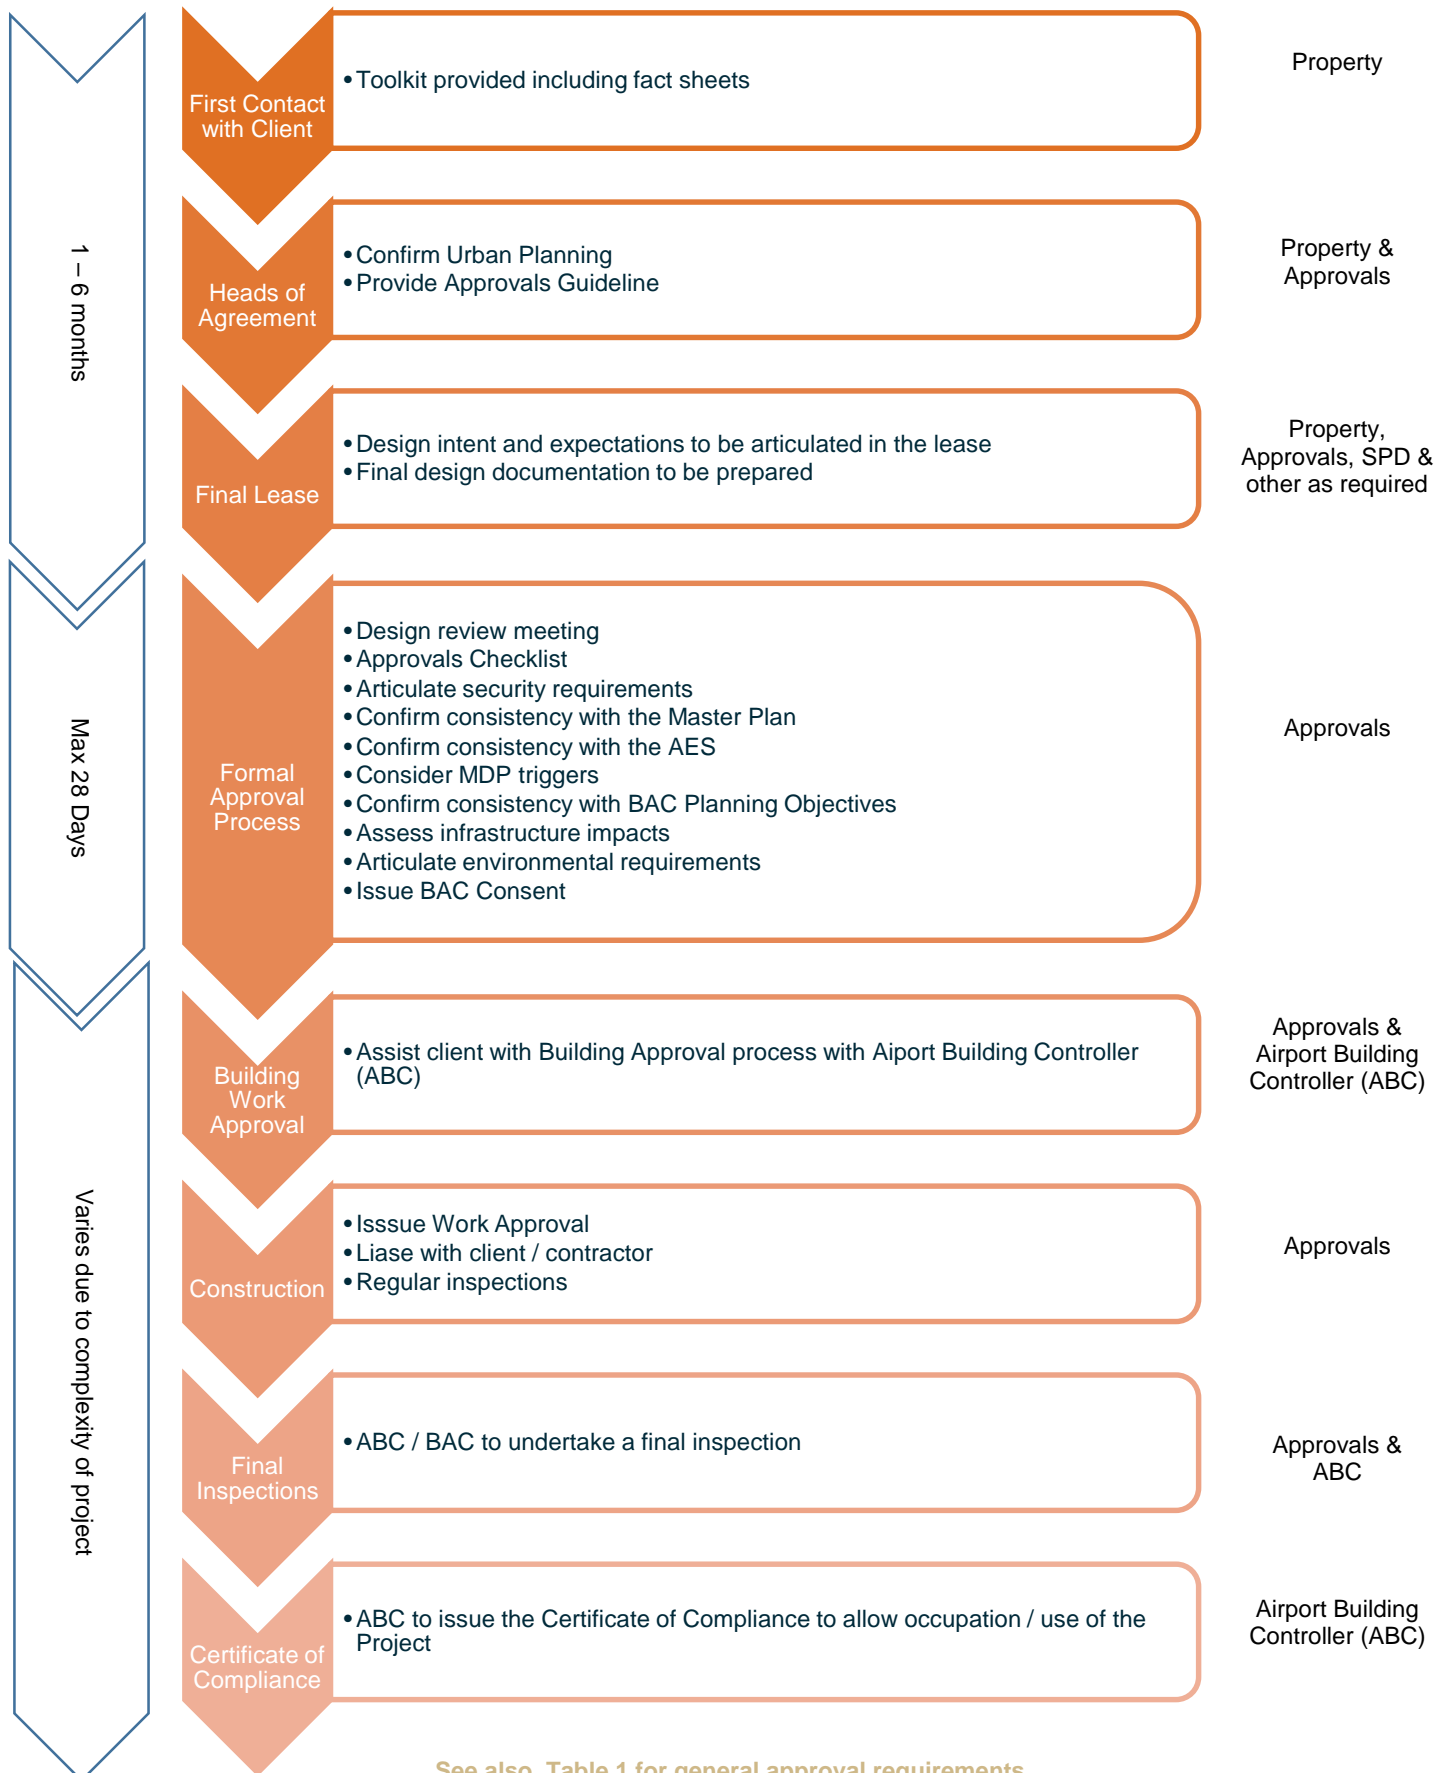 Property
First Contact
with Client
•Toolkit provided including fact sheets
1 – 6 months
Heads of
Agreement
•Confirm Urban Planning
•Provide Approvals Guideline
Property &
Approvals
Final Lease
•Design intent and expectations to be articulated in the lease
•Final design documentation to be prepared
Property,
Approvals, SPD &
other as required
Max 28 Days
Formal
Approval
Process
•Design review meeting
•Approvals Checklist
•Articulate security requirements
•Confirm consistency with the Master Plan
•Confirm consistency with the AES
•Consider MDP triggers
•Confirm consistency with BAC Planning Objectives
•Assess infrastructure impacts
•Articulate environmental requirements
•Issue BAC Consent
Approvals
Varies due to complexity of project
Building
Work
Approval
•Assist client with Building Approval process with Aiport Building Controller
(ABC)
Approvals &
Airport Building
Controller (ABC)
Construction
•Isssue Work Approval
•Liase with client / contractor
•Regular inspections
Approvals
Final
Inspections
•ABC / BAC to undertake a final inspection
Approvals &
ABC
Certificate of
Compliance
•ABC to issue the Certificate of Compliance to allow occupation / use of the
Project
Airport Building
Controller (ABC)
See also Table 1 for general approval requirements